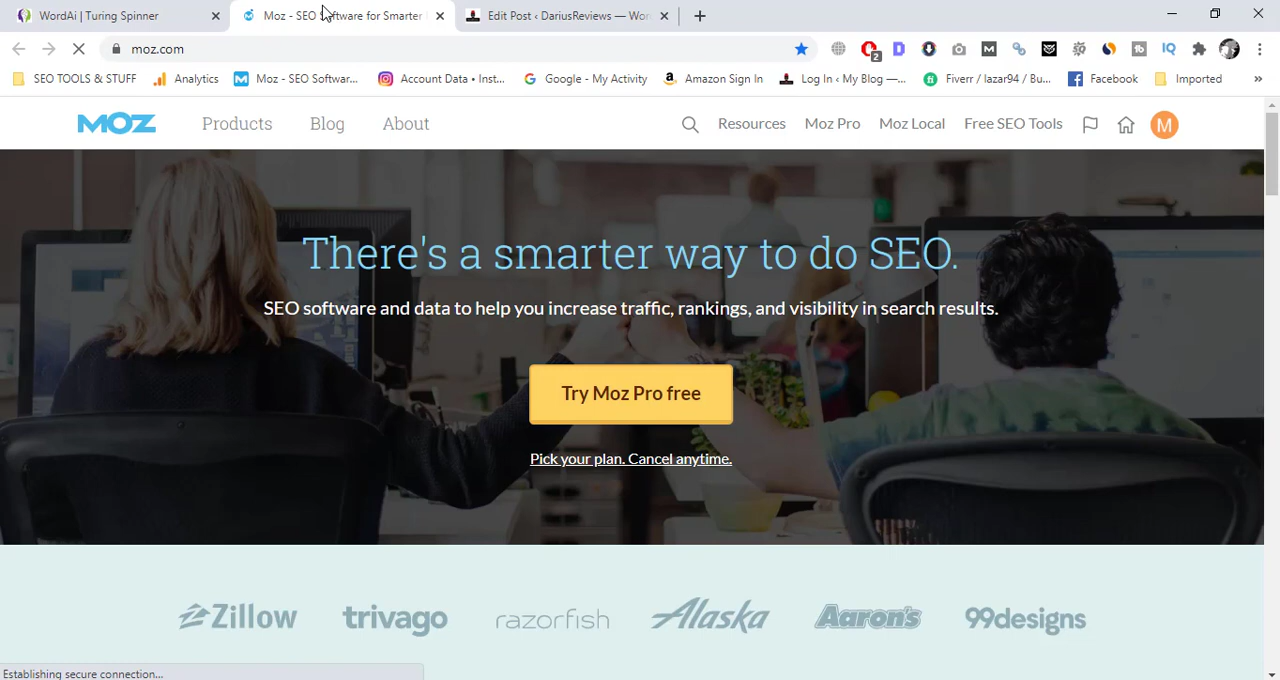 WordAi | Turing Spinner
Moz - SEO Software for Smarter
Edit Post ‹ DariusReviews — Wor
moz.com
2
SEO TOOLS & STUFF
Analytics
Moz - SEO Softwar...
Account Data • Inst...
Google - My Activity
Amazon Sign In
Log In ‹ My Blog —...
Fiverr / lazar94 / Bu...
Facebook
Imported
»
MOZ
Products
Blog
About
Resources
Moz Pro
Moz Local
Free SEO Tools
M
There's a smarter way to do SEO.
SEO software and data to help you increase traffic, rankings, and visibility in search results.
Try Moz Pro free
Pick your plan. Cancel anytime.
Zillow
trivago
razorfish
Alaska
Aaron's
99designs
Establishing secure connection...